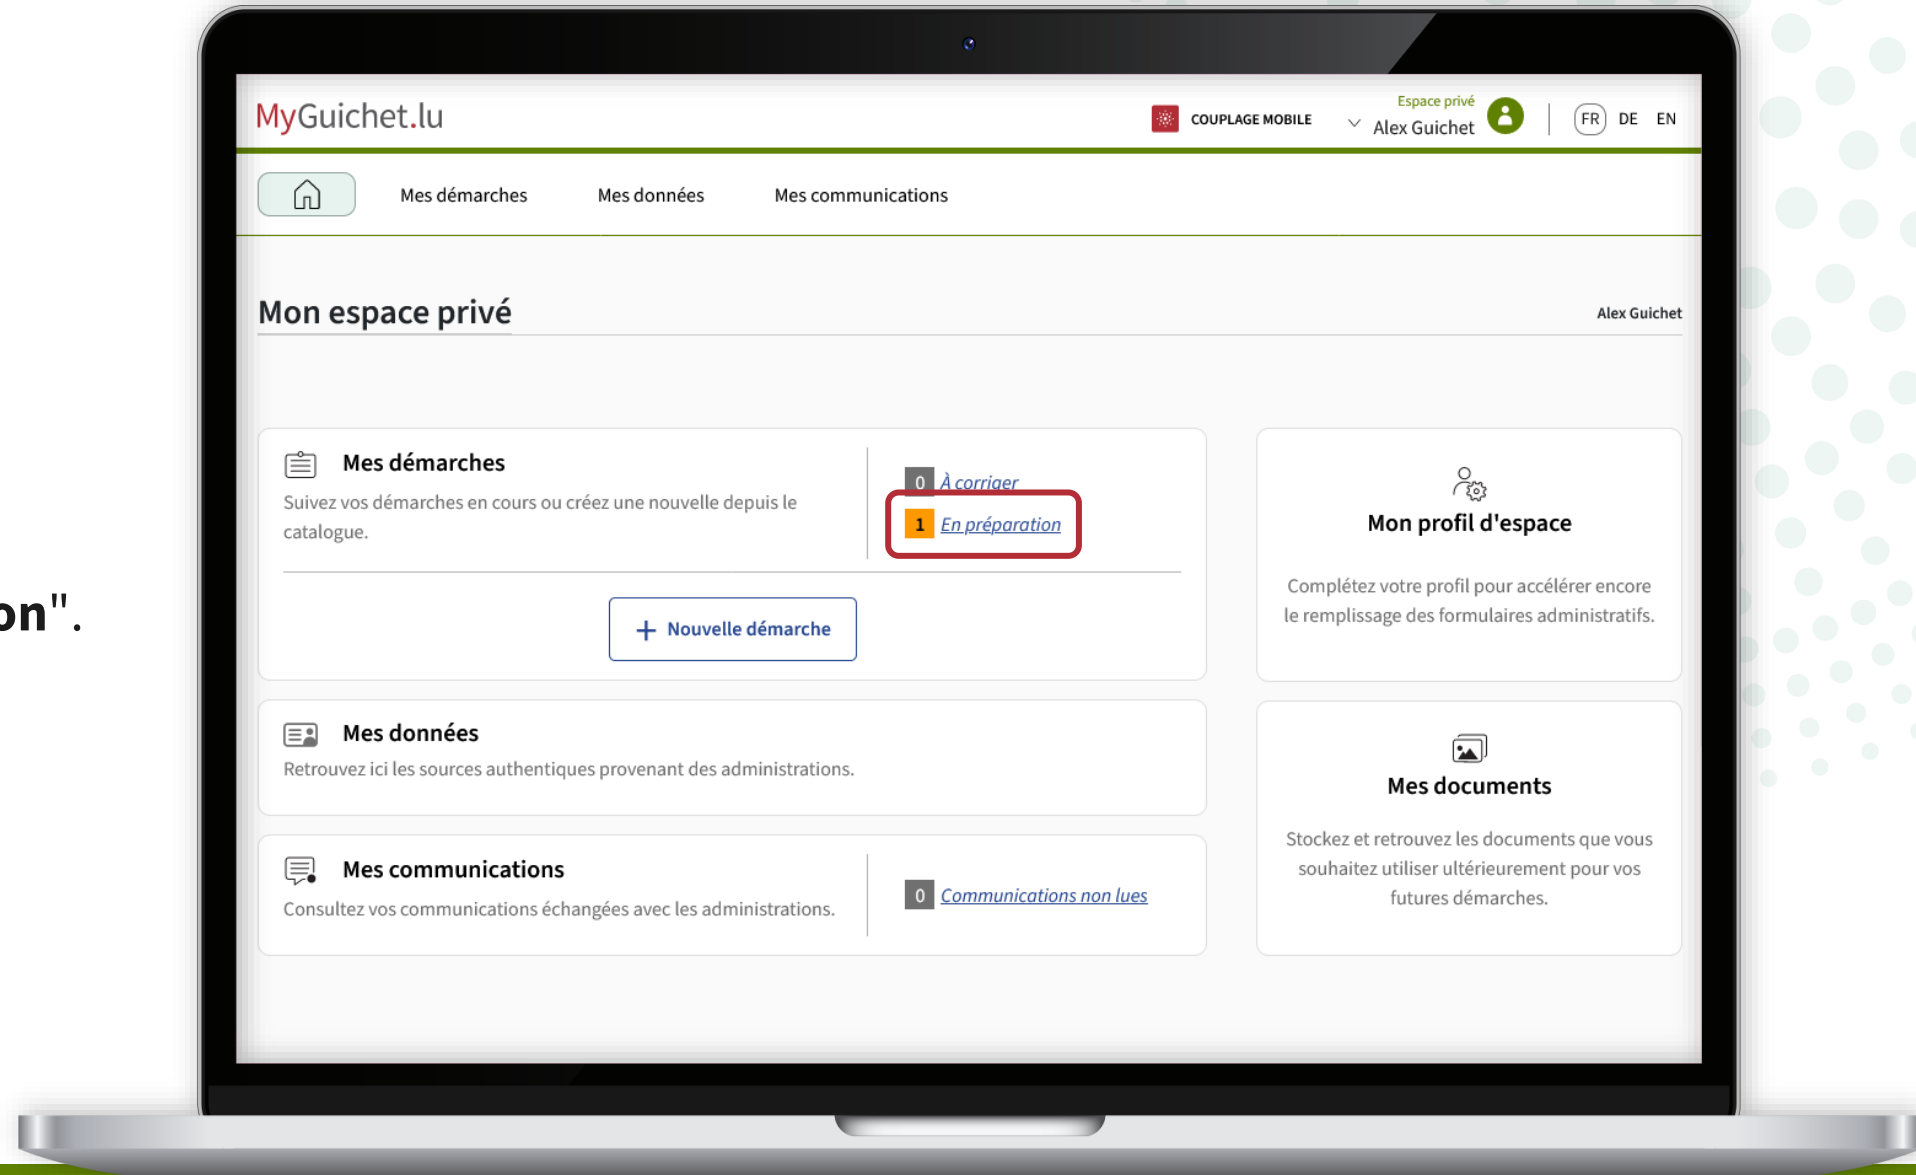 MyGuichet.lu
COUPLAGE MOBILE
Espace privé
Alex Guichet
FR DE EN
Mes démarches
Mes données
Mes communications
Mon espace privé
Alex Guichet
Mes démarches
Suivez vos démarches en cours ou créez une nouvelle depuis le
catalogue.
0 À corriger
1 En préparation
+ Nouvelle démarche
Mon profil d'espace
Complétez votre profil pour accélérer encore
le remplissage des formulaires administratifs.
on".
Mes données
Retrouvez ici les sources authentiques provenant des administrations.
Mes documents
Stockez et retrouvez les documents que vous
souhaitez utiliser ultérieurement pour vos
futures démarches.
Mes communications
Consultez vos communications échangées avec les administrations.
0 Communications non lues